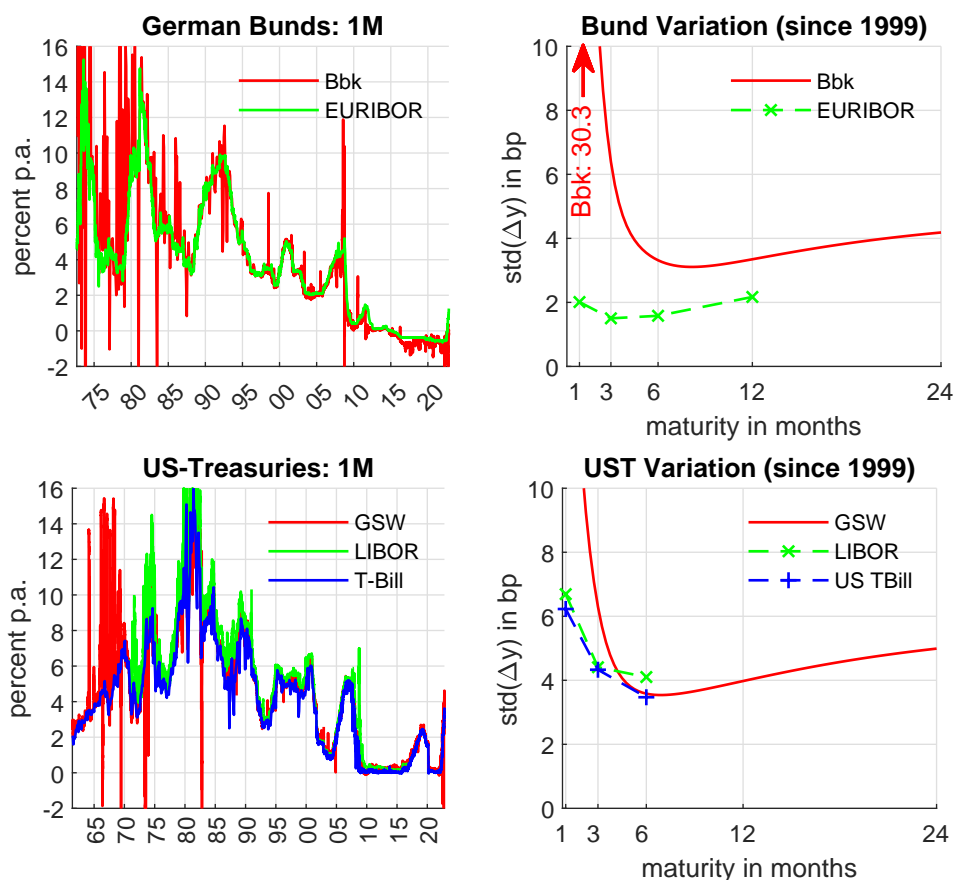 German Bunds: 1M
percent p.a.
16
14
12
10
8
6
4
2
0
-2
Bbk
EURIBOR
75 80 85 90 95 00 05 10 15 20
Bund Variation (since 1999)
std(Δy) in bp
10
8
6
4
2
0
Bbk: 30.3
Bbk
EURIBOR
1 3 6 12 24
maturity in months
US-Treasuries: 1M
percent p.a.
16
14
12
10
8
6
4
2
0
-2
GSW
LIBOR
T-Bill
65 70 75 80 85 90 95 00 05 10 15 20
UST Variation (since 1999)
std(Δy) in bp
10
8
6
4
2
0
GSW
LIBOR
US TBill
1 3 6 12 24
maturity in months